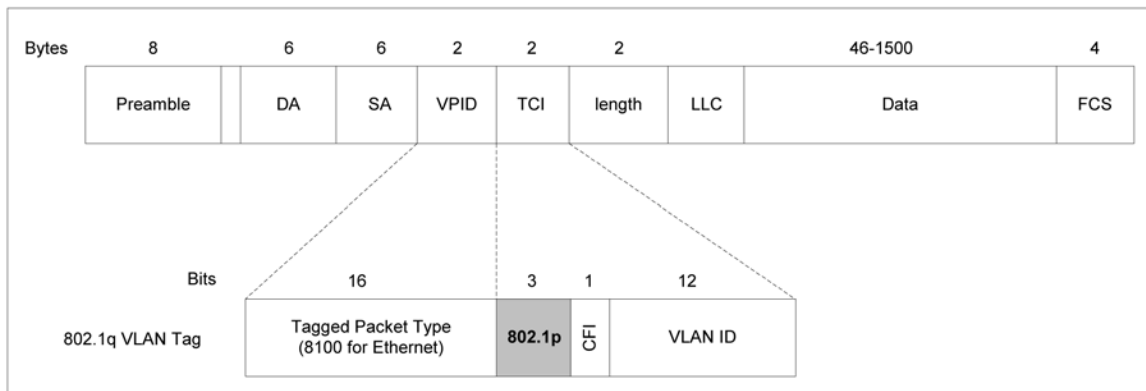 Bytes 8 6 6 2 2 2 46-1500 4
Preamble DA SA VPID TCI length LLC Data FCS
Bits 16 3 1 12
802.1q VLAN Tag
Tagged Packet Type
(8100 for Ethernet)
802.1p
CFI
VLAN ID